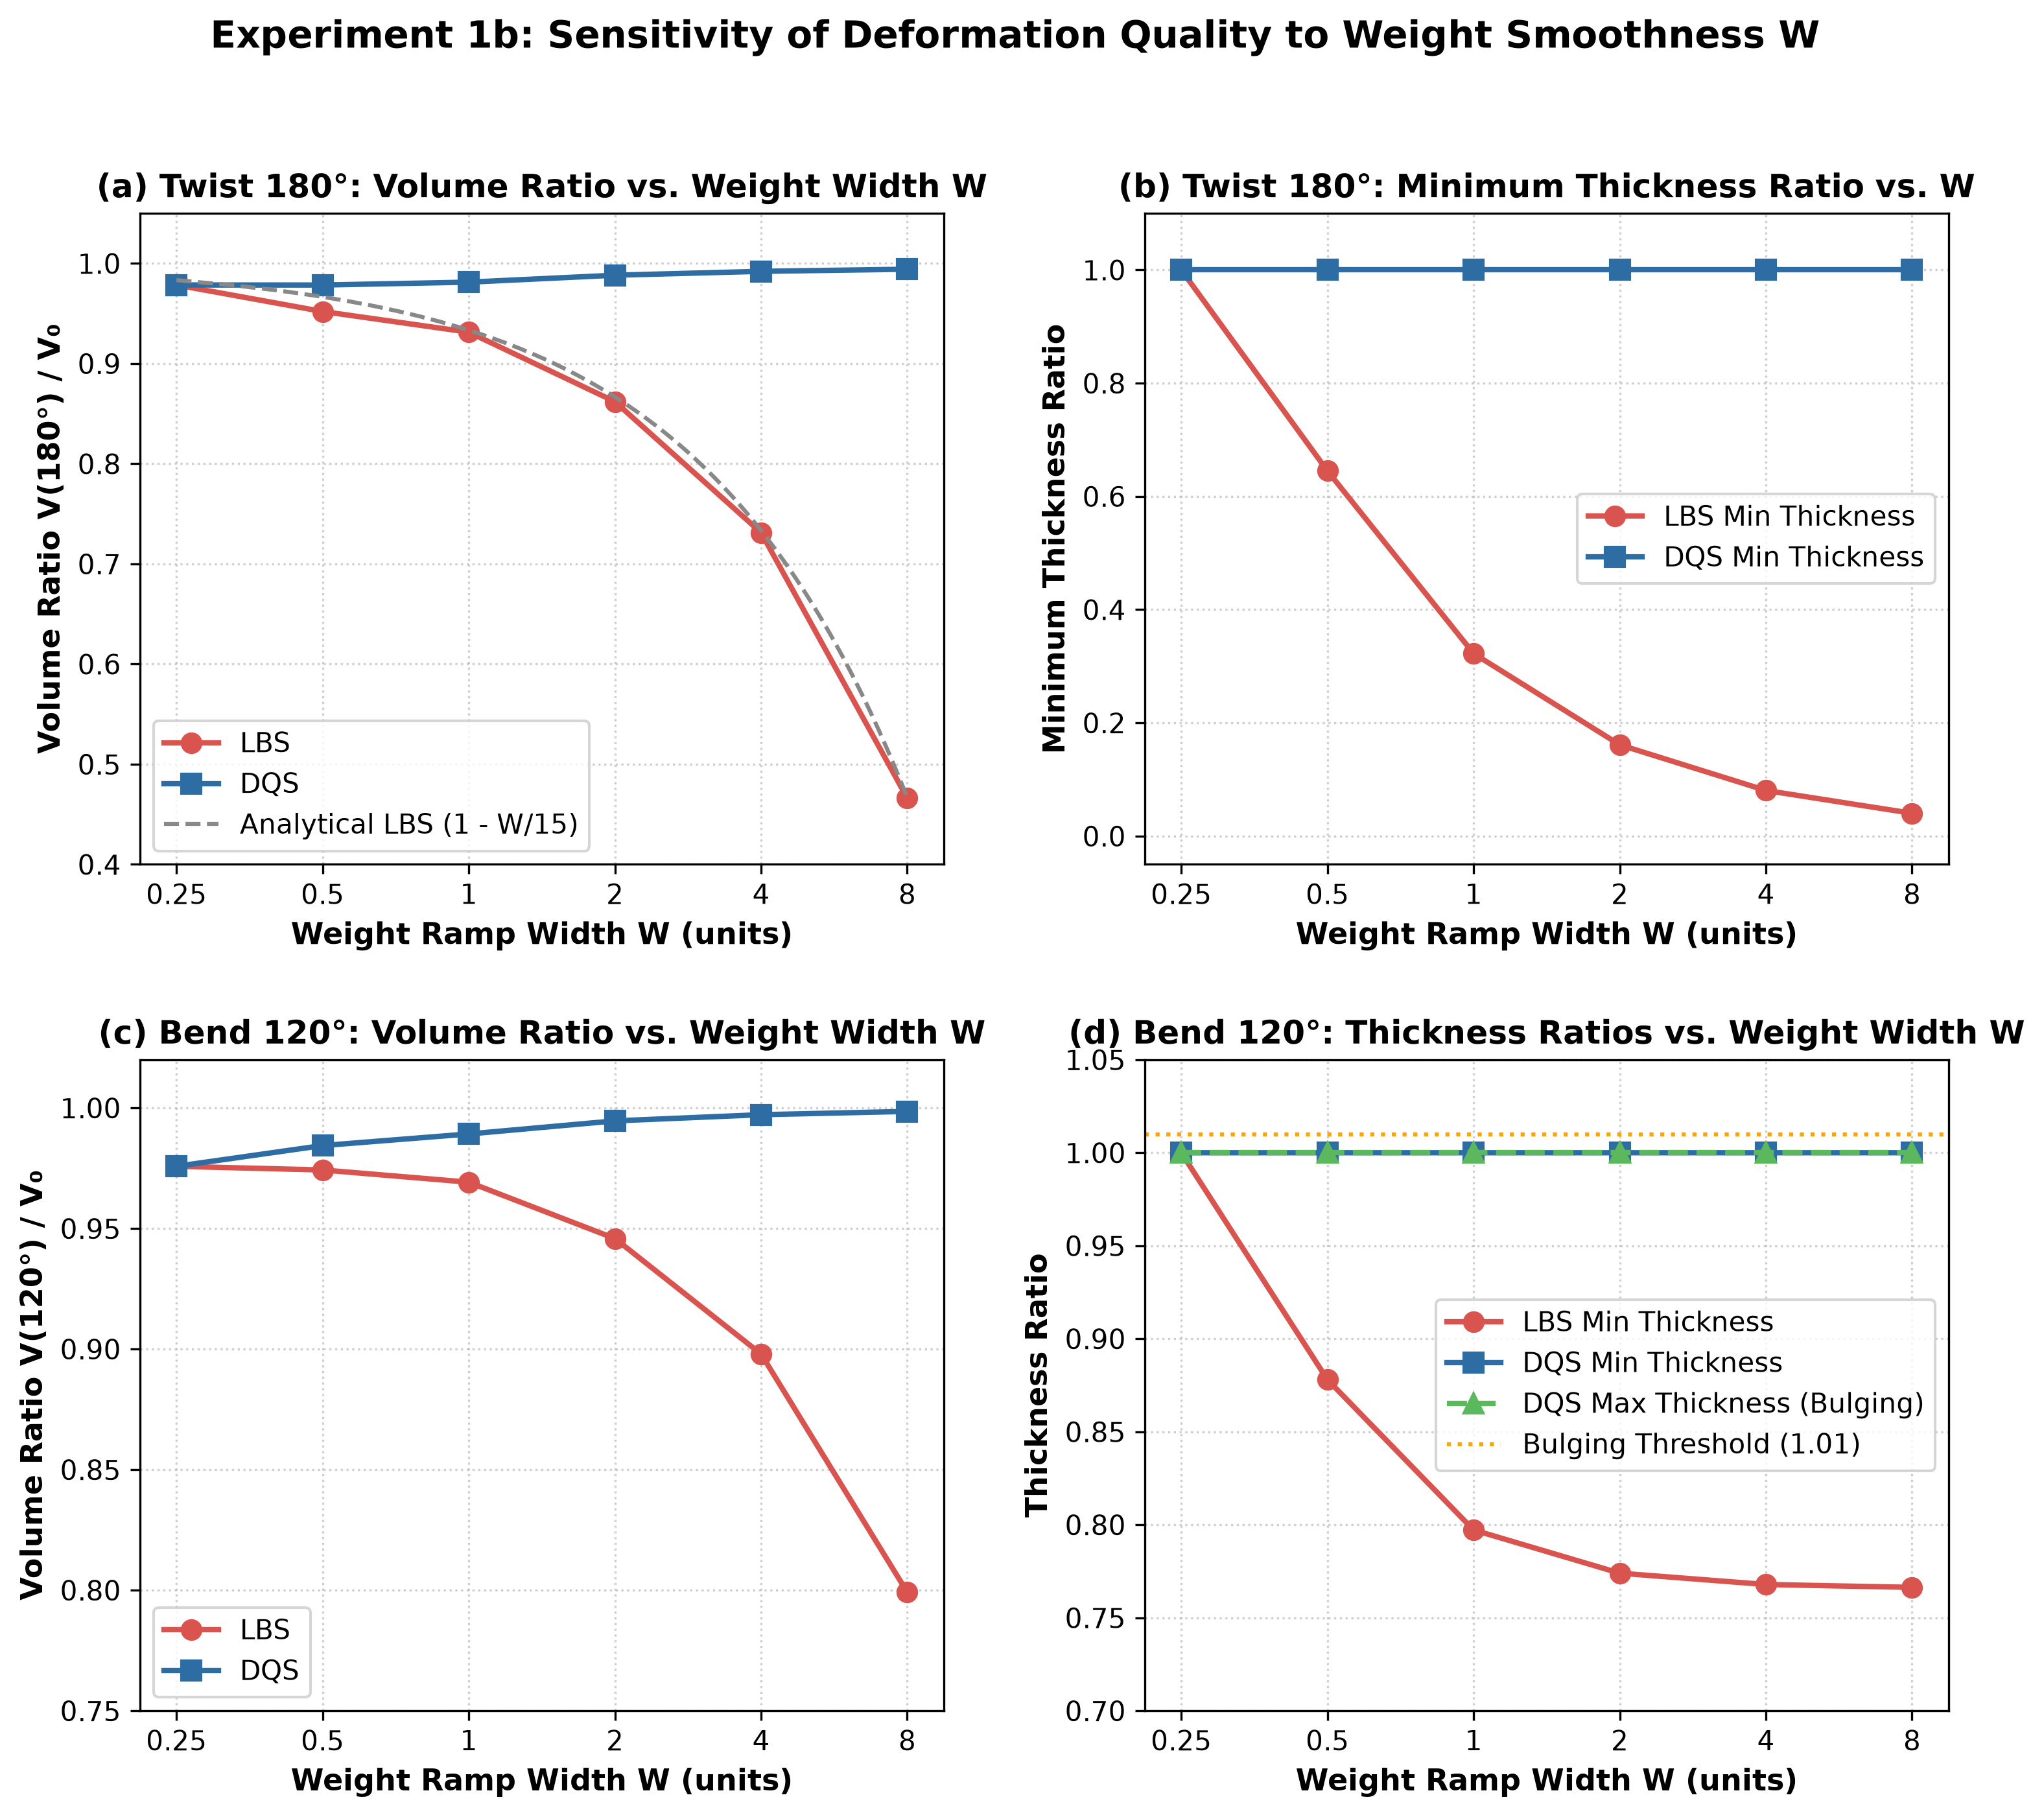 Experiment 1b: Sensitivity of Deformation Quality to Weight Smoothness W
(a) Twist 180°: Volume Ratio vs. Weight Width W
Volume Ratio V(180°) / V₀
1.0
0.9
0.8
0.7
0.6
0.5
0.4
LBS
DQS
Analytical LBS (1 - W/15)
0.25 0.5 1 2 4 8
Weight Ramp Width W (units)
(b) Twist 180°: Minimum Thickness Ratio vs. W
Minimum Thickness Ratio
1.0
0.8
0.6
0.4
0.2
0.0
LBS Min Thickness
DQS Min Thickness
0.25 0.5 1 2 4 8
Weight Ramp Width W (units)
(c) Bend 120°: Volume Ratio vs. Weight Width W
Volume Ratio V(120°) / V₀
1.00
0.95
0.90
0.85
0.80
0.75
LBS
DQS
0.25 0.5 1 2 4 8
Weight Ramp Width W (units)
(d) Bend 120°: Thickness Ratios vs. Weight Width W
Thickness Ratio
1.05
1.00
0.95
0.90
0.85
0.80
0.75
0.70
LBS Min Thickness
DQS Min Thickness
DQS Max Thickness (Bulging)
Bulging Threshold (1.01)
0.25 0.5 1 2 4 8
Weight Ramp Width W (units)